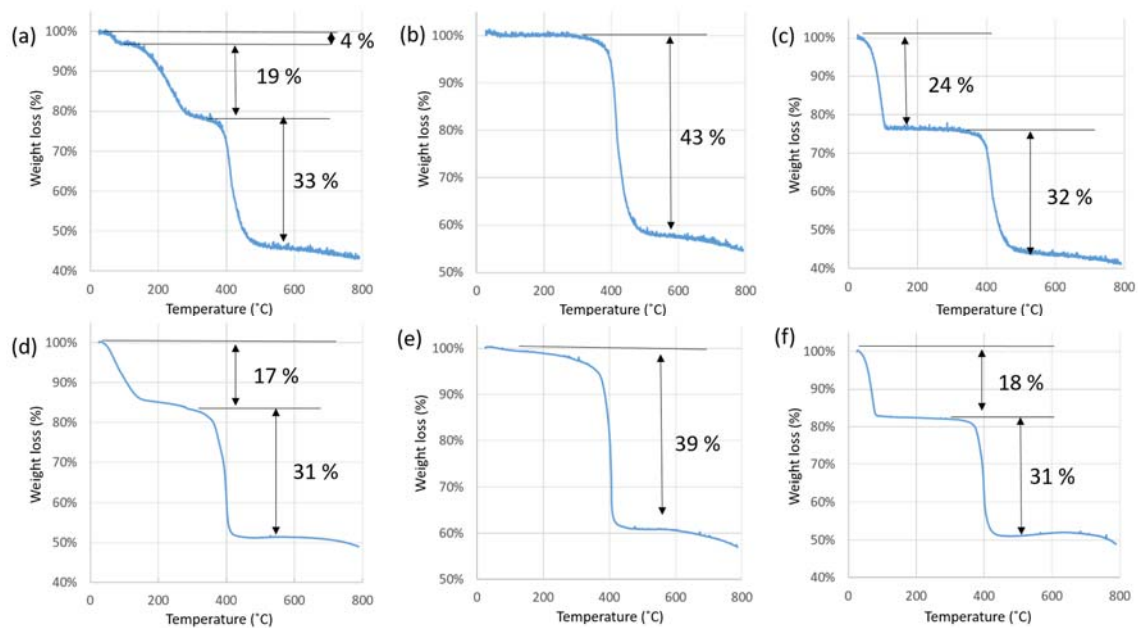 (a)
100%
90%
80%
70%
60%
50%
40%
Weight loss (%)
4 %
19 %
33 %
0 200 400 600 800
Temperature (˚C)
(b)
100%
90%
80%
70%
60%
50%
Weight loss (%)
43 %
0 200 400 600 800
Temperature (˚C)
(c)
100%
90%
80%
70%
60%
50%
40%
Weight loss (%)
24 %
32 %
0 200 400 600 800
Temperature (˚C)
(d)
100%
90%
80%
70%
60%
50%
40%
Weight loss (%)
17 %
31 %
0 200 400 600 800
Temperature (˚C)
(e)
100%
90%
80%
70%
60%
50%
Weight loss (%)
39 %
0 200 400 600 800
Temperature (˚C)
(f)
100%
90%
80%
70%
60%
50%
40%
Weight loss (%)
18 %
31 %
0 200 400 600 800
Temperature (˚C)